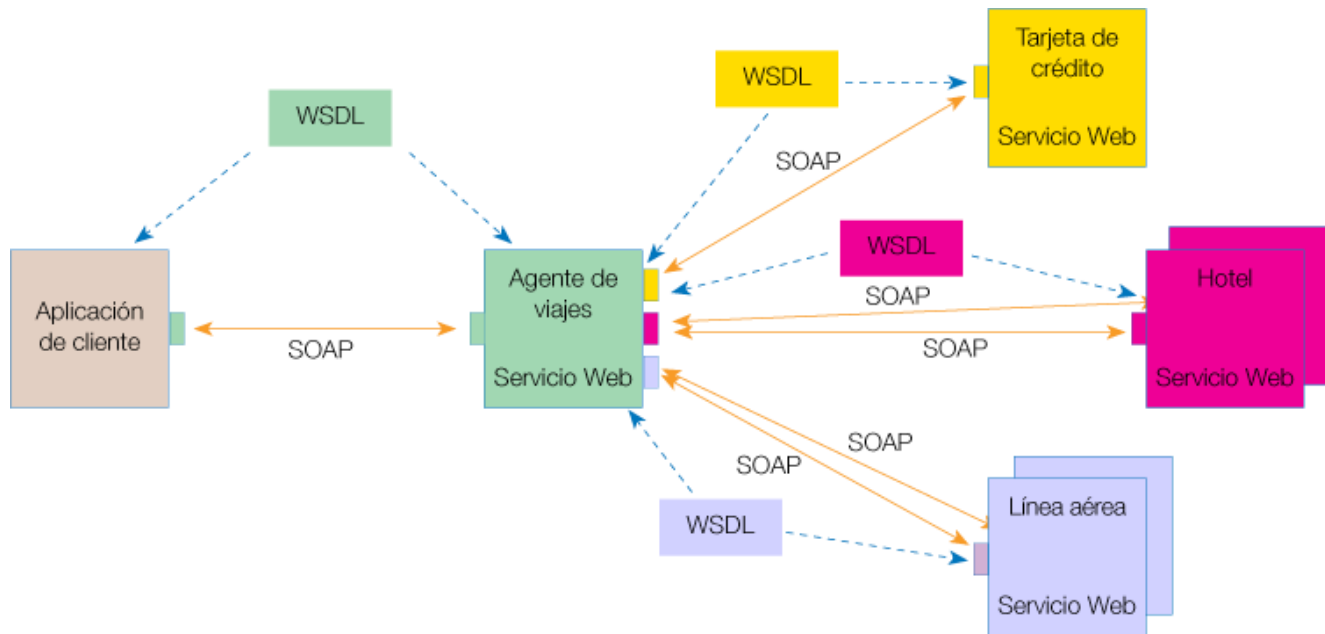 Tarjeta de
crédito
Servicio Web
WSDL
WSDL
SOAP
WSDL
SOAP
SOAP
Hotel
Servicio Web
Agente de
viajes
Servicio Web
Aplicación
de cliente
SOAP
SOAP
SOAP
WSDL
Línea aérea
Servicio Web